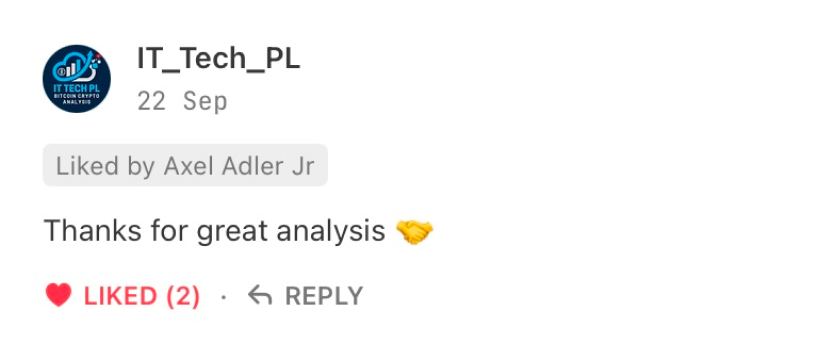 IT_Tech_PL
22 Sep
IT TECH PL
BITCOIN CRYPTO
ANALYSIS
Liked by Axel Adler Jr
Thanks for great analysis 🤝
LIKED (2) · REPLY